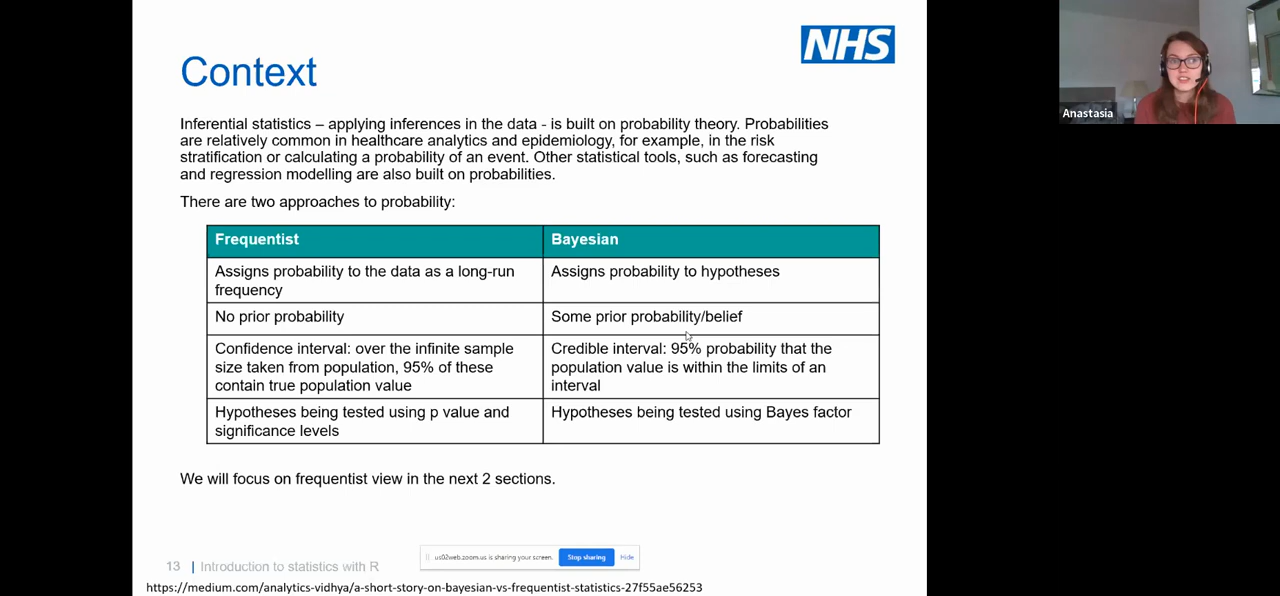 NHS
Context
Inferential statistics – applying inferences in the data - is built on probability theory. Probabilities
are relatively common in healthcare analytics and epidemiology, for example, in the risk
stratification or calculating a probability of an event. Other statistical tools, such as forecasting
and regression modelling are also built on probabilities.
There are two approaches to probability:
Frequentist
Bayesian
Assigns probability to the data as a long-run
frequency
Assigns probability to hypotheses
No prior probability
Some prior probability/belief
Confidence interval: over the infinite sample
size taken from population, 95% of these
contain true population value
Credible interval: 95% probability that the
population value is within the limits of an
interval
Hypotheses being tested using p value and
significance levels
Hypotheses being tested using Bayes factor
We will focus on frequentist view in the next 2 sections.
us02web.zoom.us is sharing your screen. Stop sharing Hide
13 | Introduction to statistics with R
https://medium.com/analytics-vidhya/a-short-story-on-bayesian-vs-frequentist-statistics-27f55ae56253
Anastasia